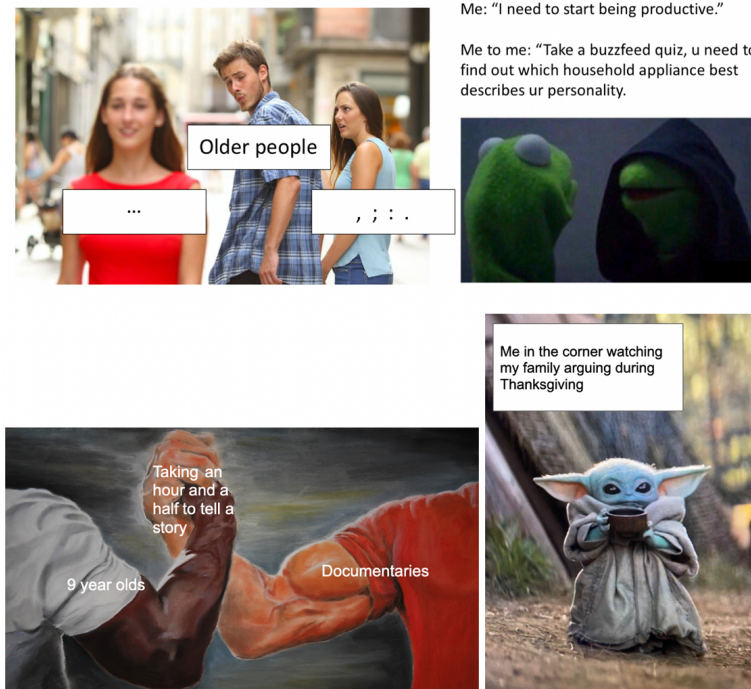 Older people
...
, ; : .
Me: “I need to start being productive.”
Me to me: “Take a buzzfeed quiz, u need to
find out which household appliance best
describes ur personality.
Me in the corner watching
my family arguing during
Thanksgiving
Taking an
hour and a
half to tell a
story
9 year olds
Documentaries